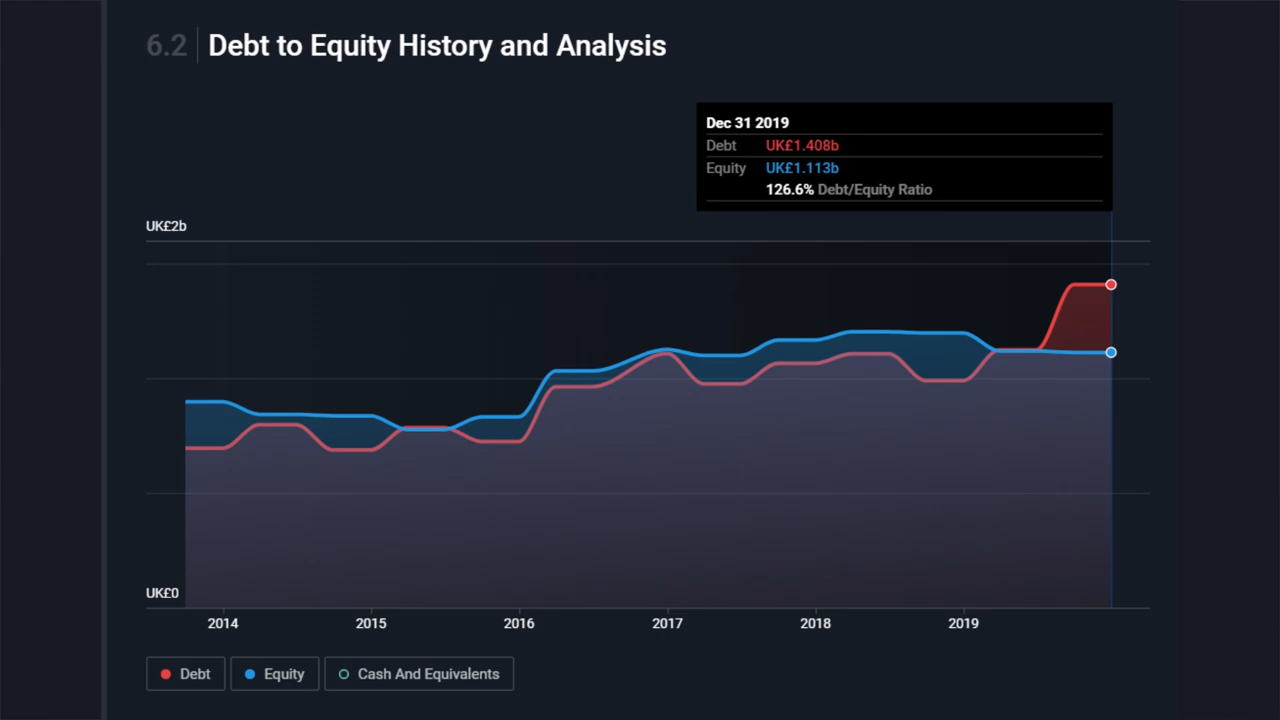 6.2 Debt to Equity History and Analysis
Dec 31 2019
Debt UK£1.408b
Equity UK£1.113b
126.6% Debt/Equity Ratio
UK£2b
UK£0
2014 2015 2016 2017 2018 2019
Debt Equity Cash And Equivalents